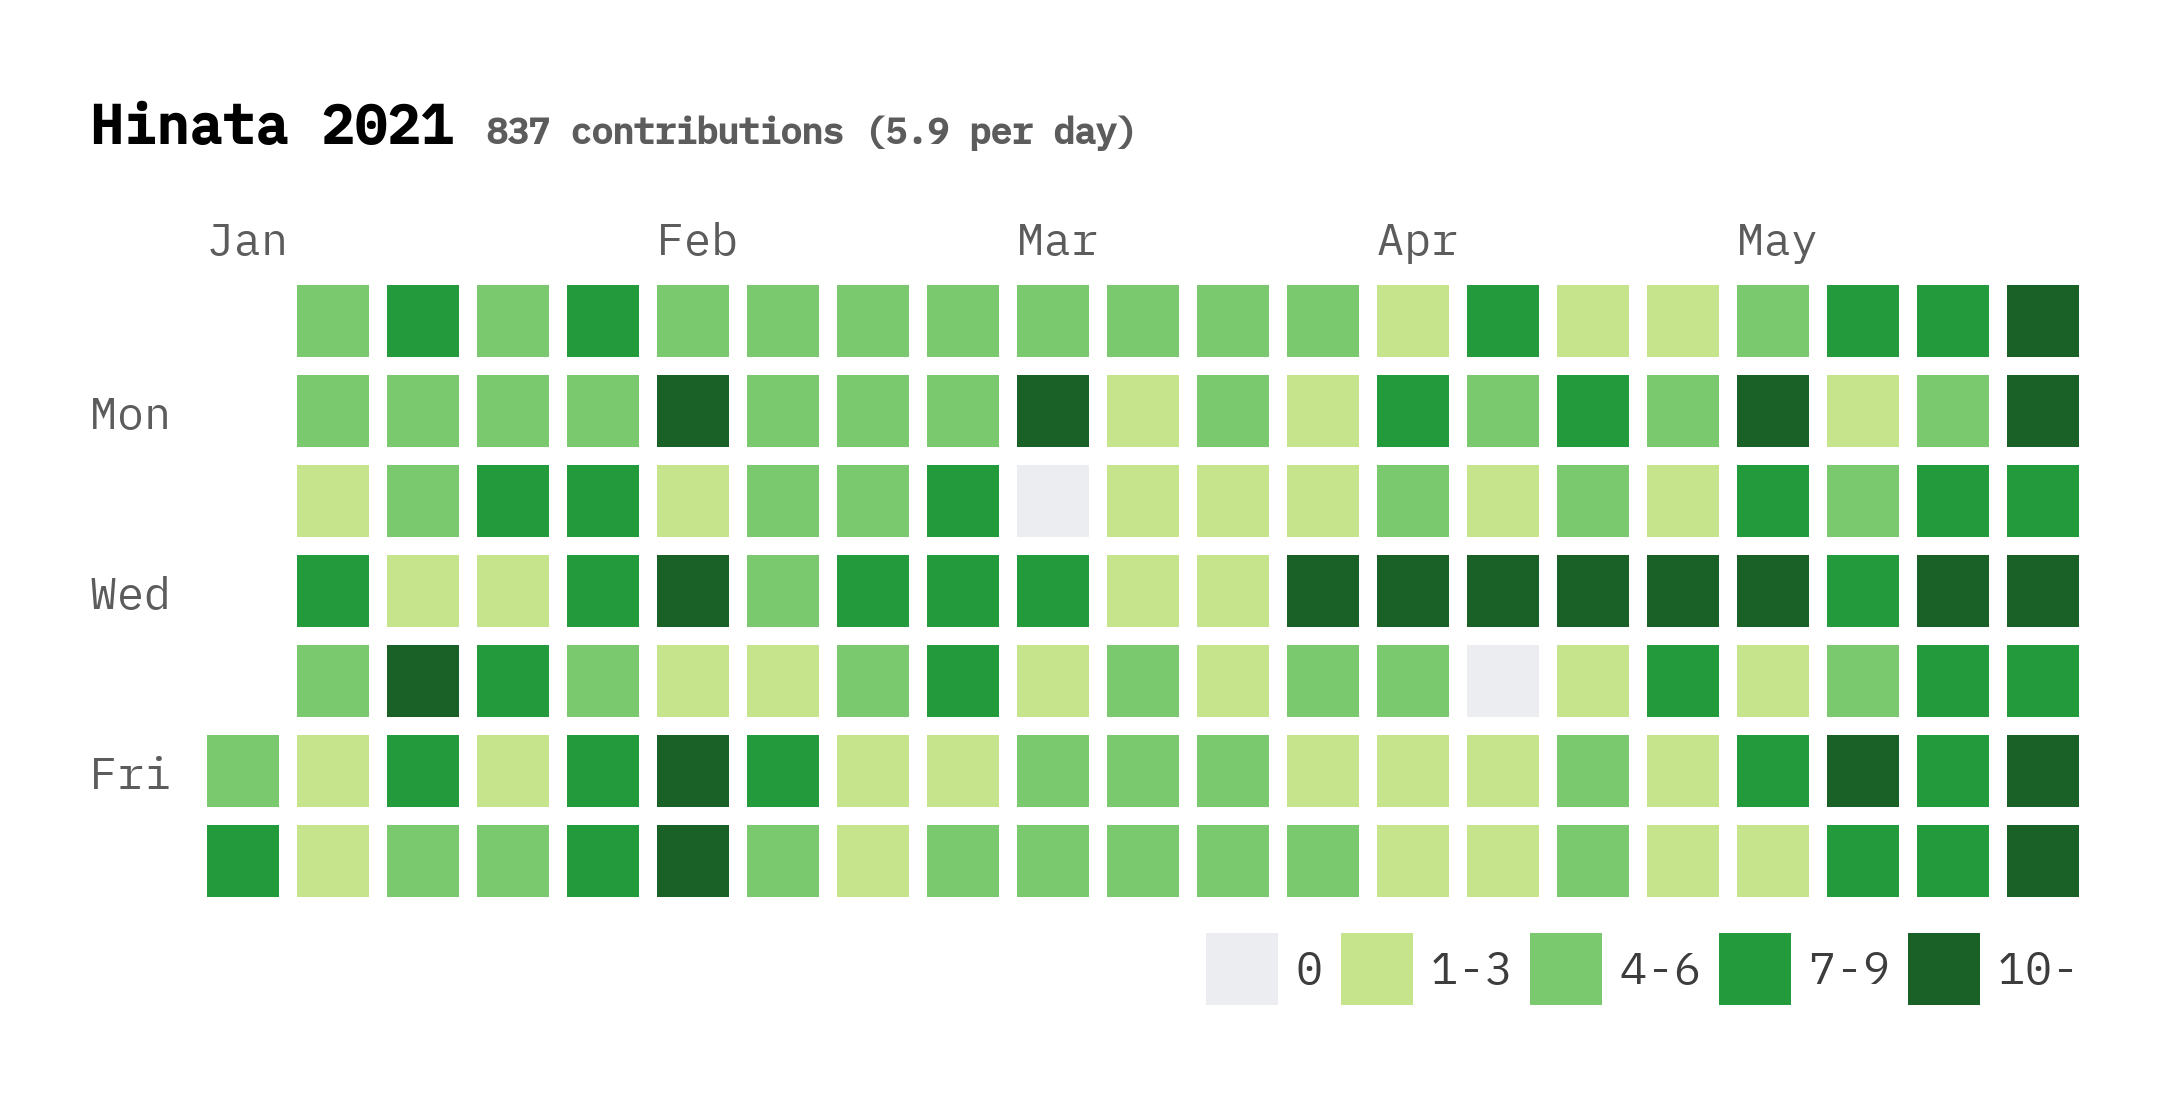 Hinata 2021 837 contributions (5.9 per day)
Jan Feb Mar Apr May
Mon
Wed
Fri
0 1-3 4-6 7-9 10-